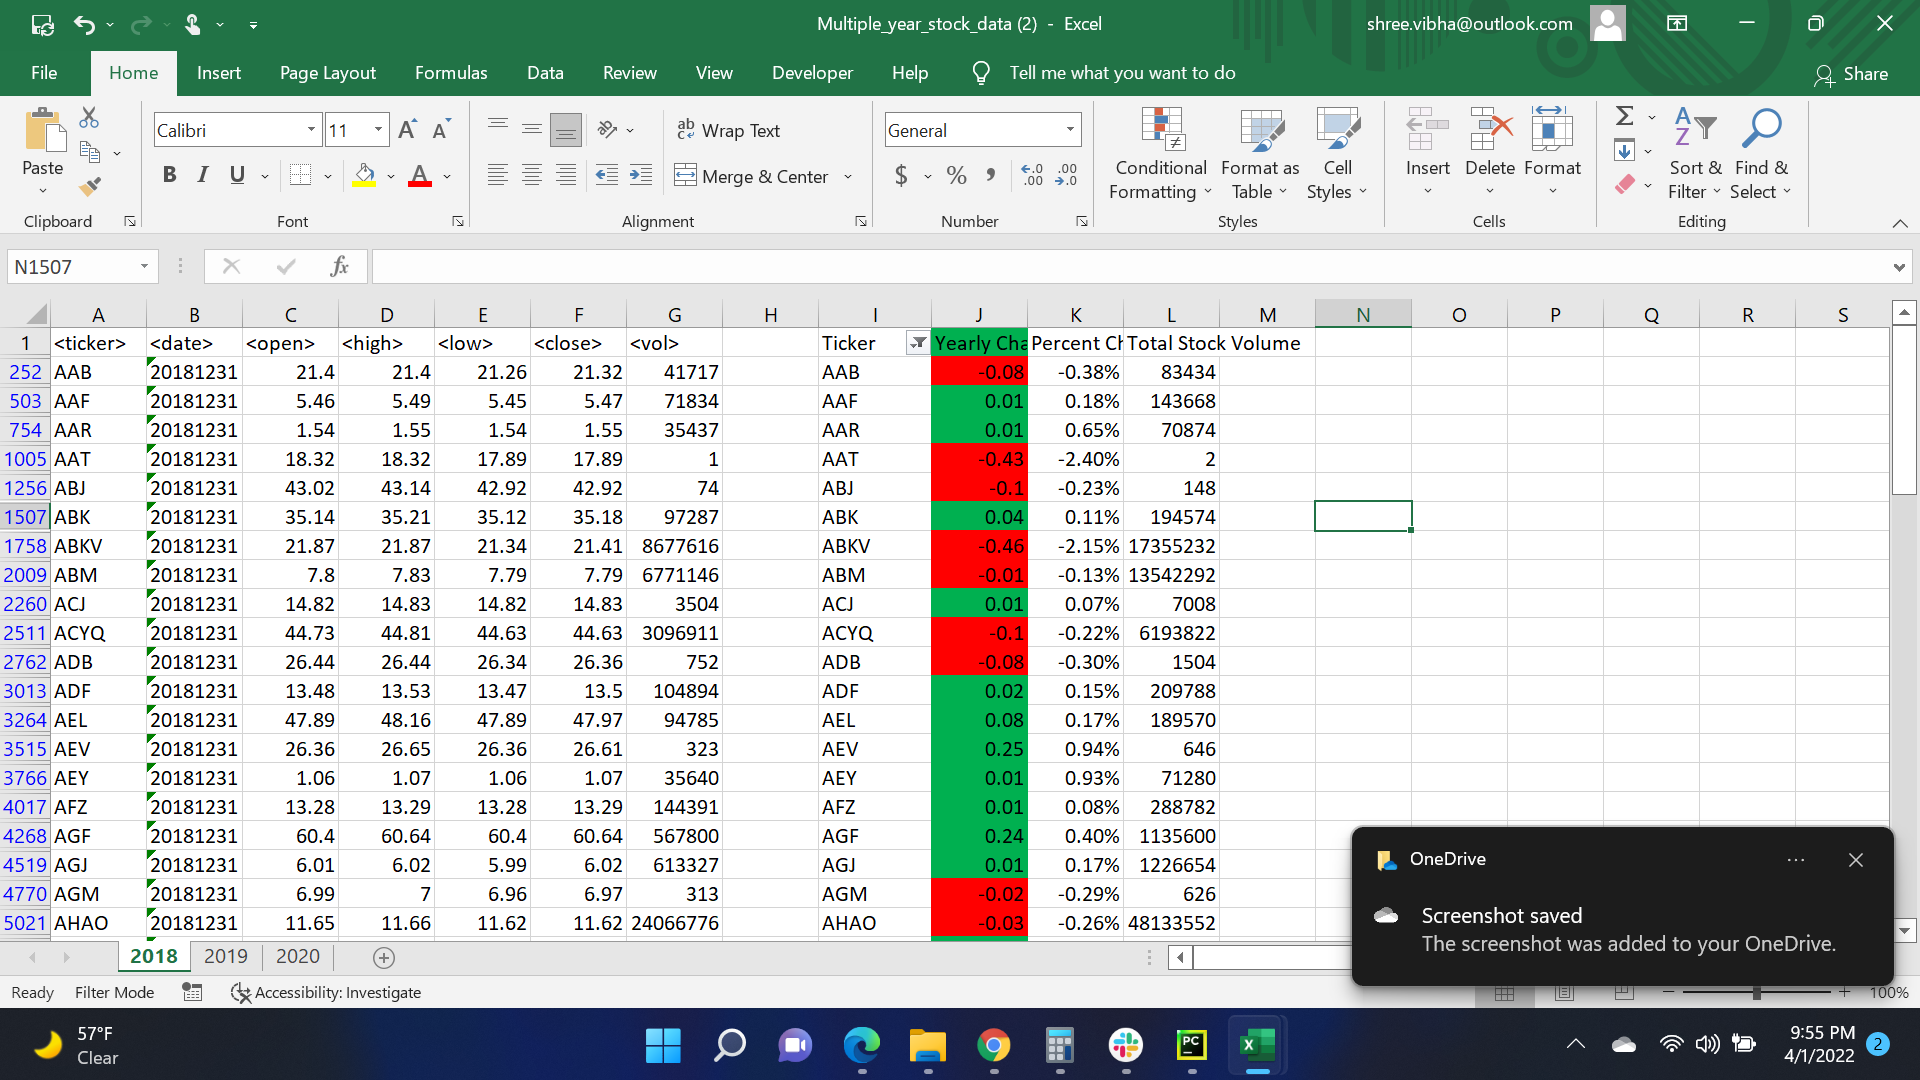 Multiple_year_stock_data (2) - Excel shree.vibha@outlook.com
File Home Insert Page Layout Formulas Data Review View Developer Help Tell me what you want to do Share
Calibri 11 A A ab Wrap Text General
Paste B I U A Merge & Center $ % , .0 .00 .00 .0
Conditional Formatting Format as Table Cell Styles Insert Delete Format Σ A Z Sort & Filter Find & Select
Clipboard Font Alignment Number Styles Cells Editing
N1507 fx
A B C D E F G H I J K L M N O P Q R S
1 <ticker> <date> <open> <high> <low> <close> <vol> Ticker Yearly Cha Percent Ch Total Stock Volume
252 AAB 20181231 21.4 21.4 21.26 21.32 41717 AAB -0.08 -0.38% 83434
503 AAF 20181231 5.46 5.49 5.45 5.47 71834 AAF 0.01 0.18% 143668
754 AAR 20181231 1.54 1.55 1.54 1.55 35437 AAR 0.01 0.65% 70874
1005 AAT 20181231 18.32 18.32 17.89 17.89 1 AAT -0.43 -2.40% 2
1256 ABJ 20181231 43.02 43.14 42.92 42.92 74 ABJ -0.1 -0.23% 148
1507 ABK 20181231 35.14 35.21 35.12 35.18 97287 ABK 0.04 0.11% 194574
1758 ABKV 20181231 21.87 21.87 21.34 21.41 8677616 ABKV -0.46 -2.15% 17355232
2009 ABM 20181231 7.8 7.83 7.79 7.79 6771146 ABM -0.01 -0.13% 13542292
2260 ACJ 20181231 14.82 14.83 14.82 14.83 3504 ACJ 0.01 0.07% 7008
2511 ACYQ 20181231 44.73 44.81 44.63 44.63 3096911 ACYQ -0.1 -0.22% 6193822
2762 ADB 20181231 26.44 26.44 26.34 26.36 752 ADB -0.08 -0.30% 1504
3013 ADF 20181231 13.48 13.53 13.47 13.5 104894 ADF 0.02 0.15% 209788
3264 AEL 20181231 47.89 48.16 47.89 47.97 94785 AEL 0.08 0.17% 189570
3515 AEV 20181231 26.36 26.65 26.36 26.61 323 AEV 0.25 0.94% 646
3766 AEY 20181231 1.06 1.07 1.06 1.07 35640 AEY 0.01 0.93% 71280
4017 AFZ 20181231 13.28 13.29 13.28 13.29 144391 AFZ 0.01 0.08% 288782
4268 AGF 20181231 60.4 60.64 60.4 60.64 567800 AGF 0.24 0.40% 1135600
4519 AGJ 20181231 6.01 6.02 5.99 6.02 613327 AGJ 0.01 0.17% 1226654
4770 AGM 20181231 6.99 7 6.96 6.97 313 AGM -0.02 -0.29% 626
5021 AHAO 20181231 11.65 11.66 11.62 11.62 24066776 AHAO -0.03 -0.26% 48133552
OneDrive
Screenshot saved
The screenshot was added to your OneDrive.
2018 2019 2020
Ready Filter Mode Accessibility: Investigate 100%
57°F
Clear
PC
X
9:55 PM
4/1/2022
2